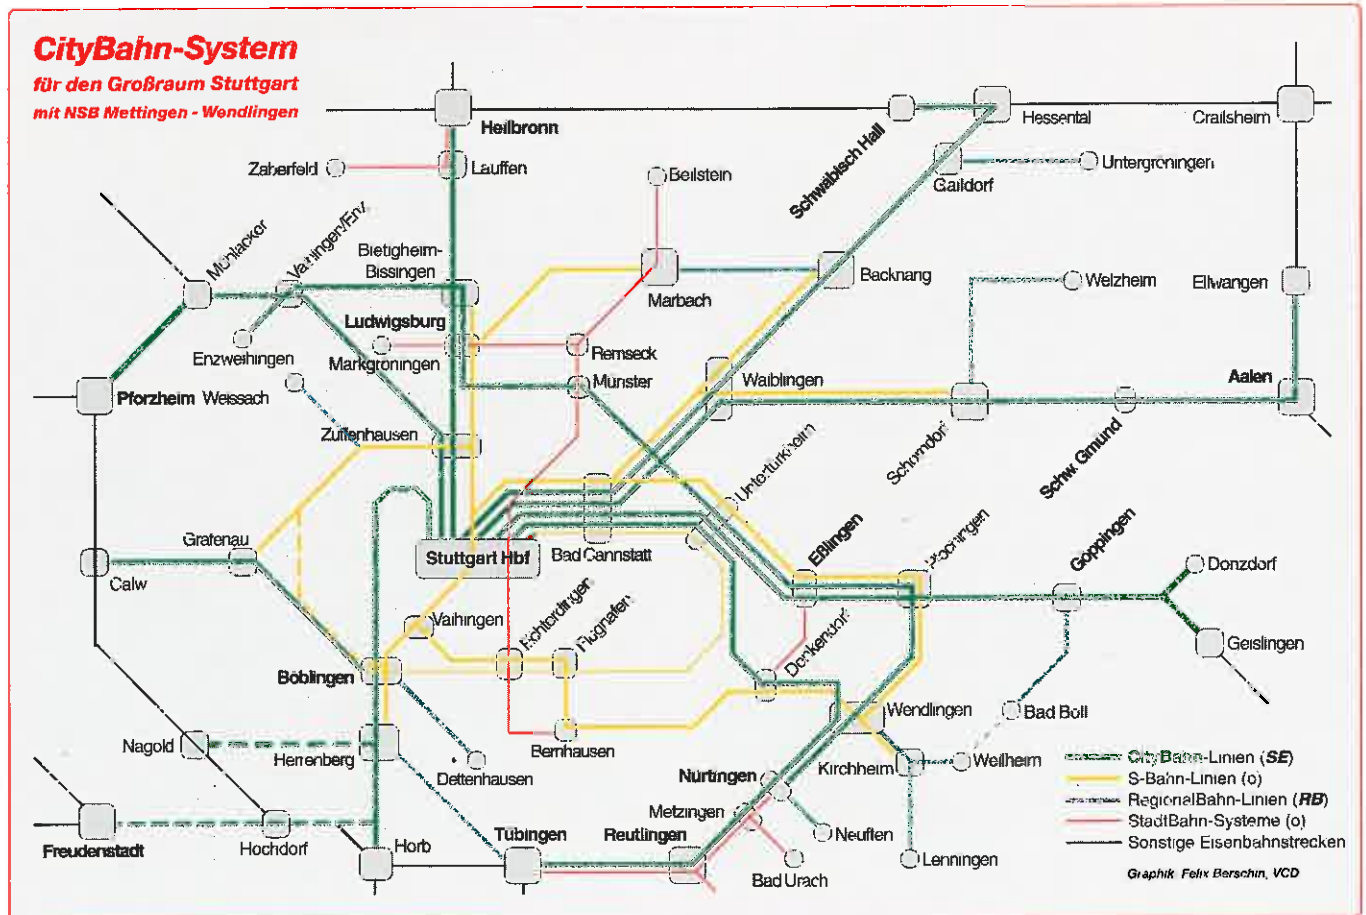 CityBahn-System
für den Großraum Stuttgart
mit NSB Mettingen - Wendlingen
Heilbronn
Schwäbisch Hall
Hessental
Crailsheim
Zaberfeld
Lauffen
Beilstein
Gaildorf
Untergröningen
Mühlacker
Vaihingen/Enz
Bietigheim-
Bissingen
Marbach
Backnang
Welzheim
Ellwangen
Ludwigsburg
Enzweihingen
Markgröningen
Remseck
Münster
Waiblingen
Aalen
Pforzheim
Weissach
Zuffenhausen
Schorndorf
Schw. Gmünd
Untertürkheim
Grafenau
Stuttgart Hbf
Bad Cannstatt
Eßlingen
Plochingen
Göppingen
Donzdorf
Calw
Vaihingen
Echterdingen
Flughafen
Denkendorf
Geislingen
Böblingen
Wendlingen
Bad Boll
Nagold
Herrenberg
Dettenhausen
Bernhausen
Nürtingen
Kirchheim
Weilheim
Metzingen
Neuffen
Lenningen
Freudenstadt
Hochdorf
Horb
Tübingen
Reutlingen
Bad Urach
CityBahn-Linien (SE)
S-Bahn-Linien (o)
RegionalBahn-Linien (RB)
StadtBahn-Systeme (o)
Sonstige Eisenbahnstrecken
Graphik: Felix Berschin, VCD